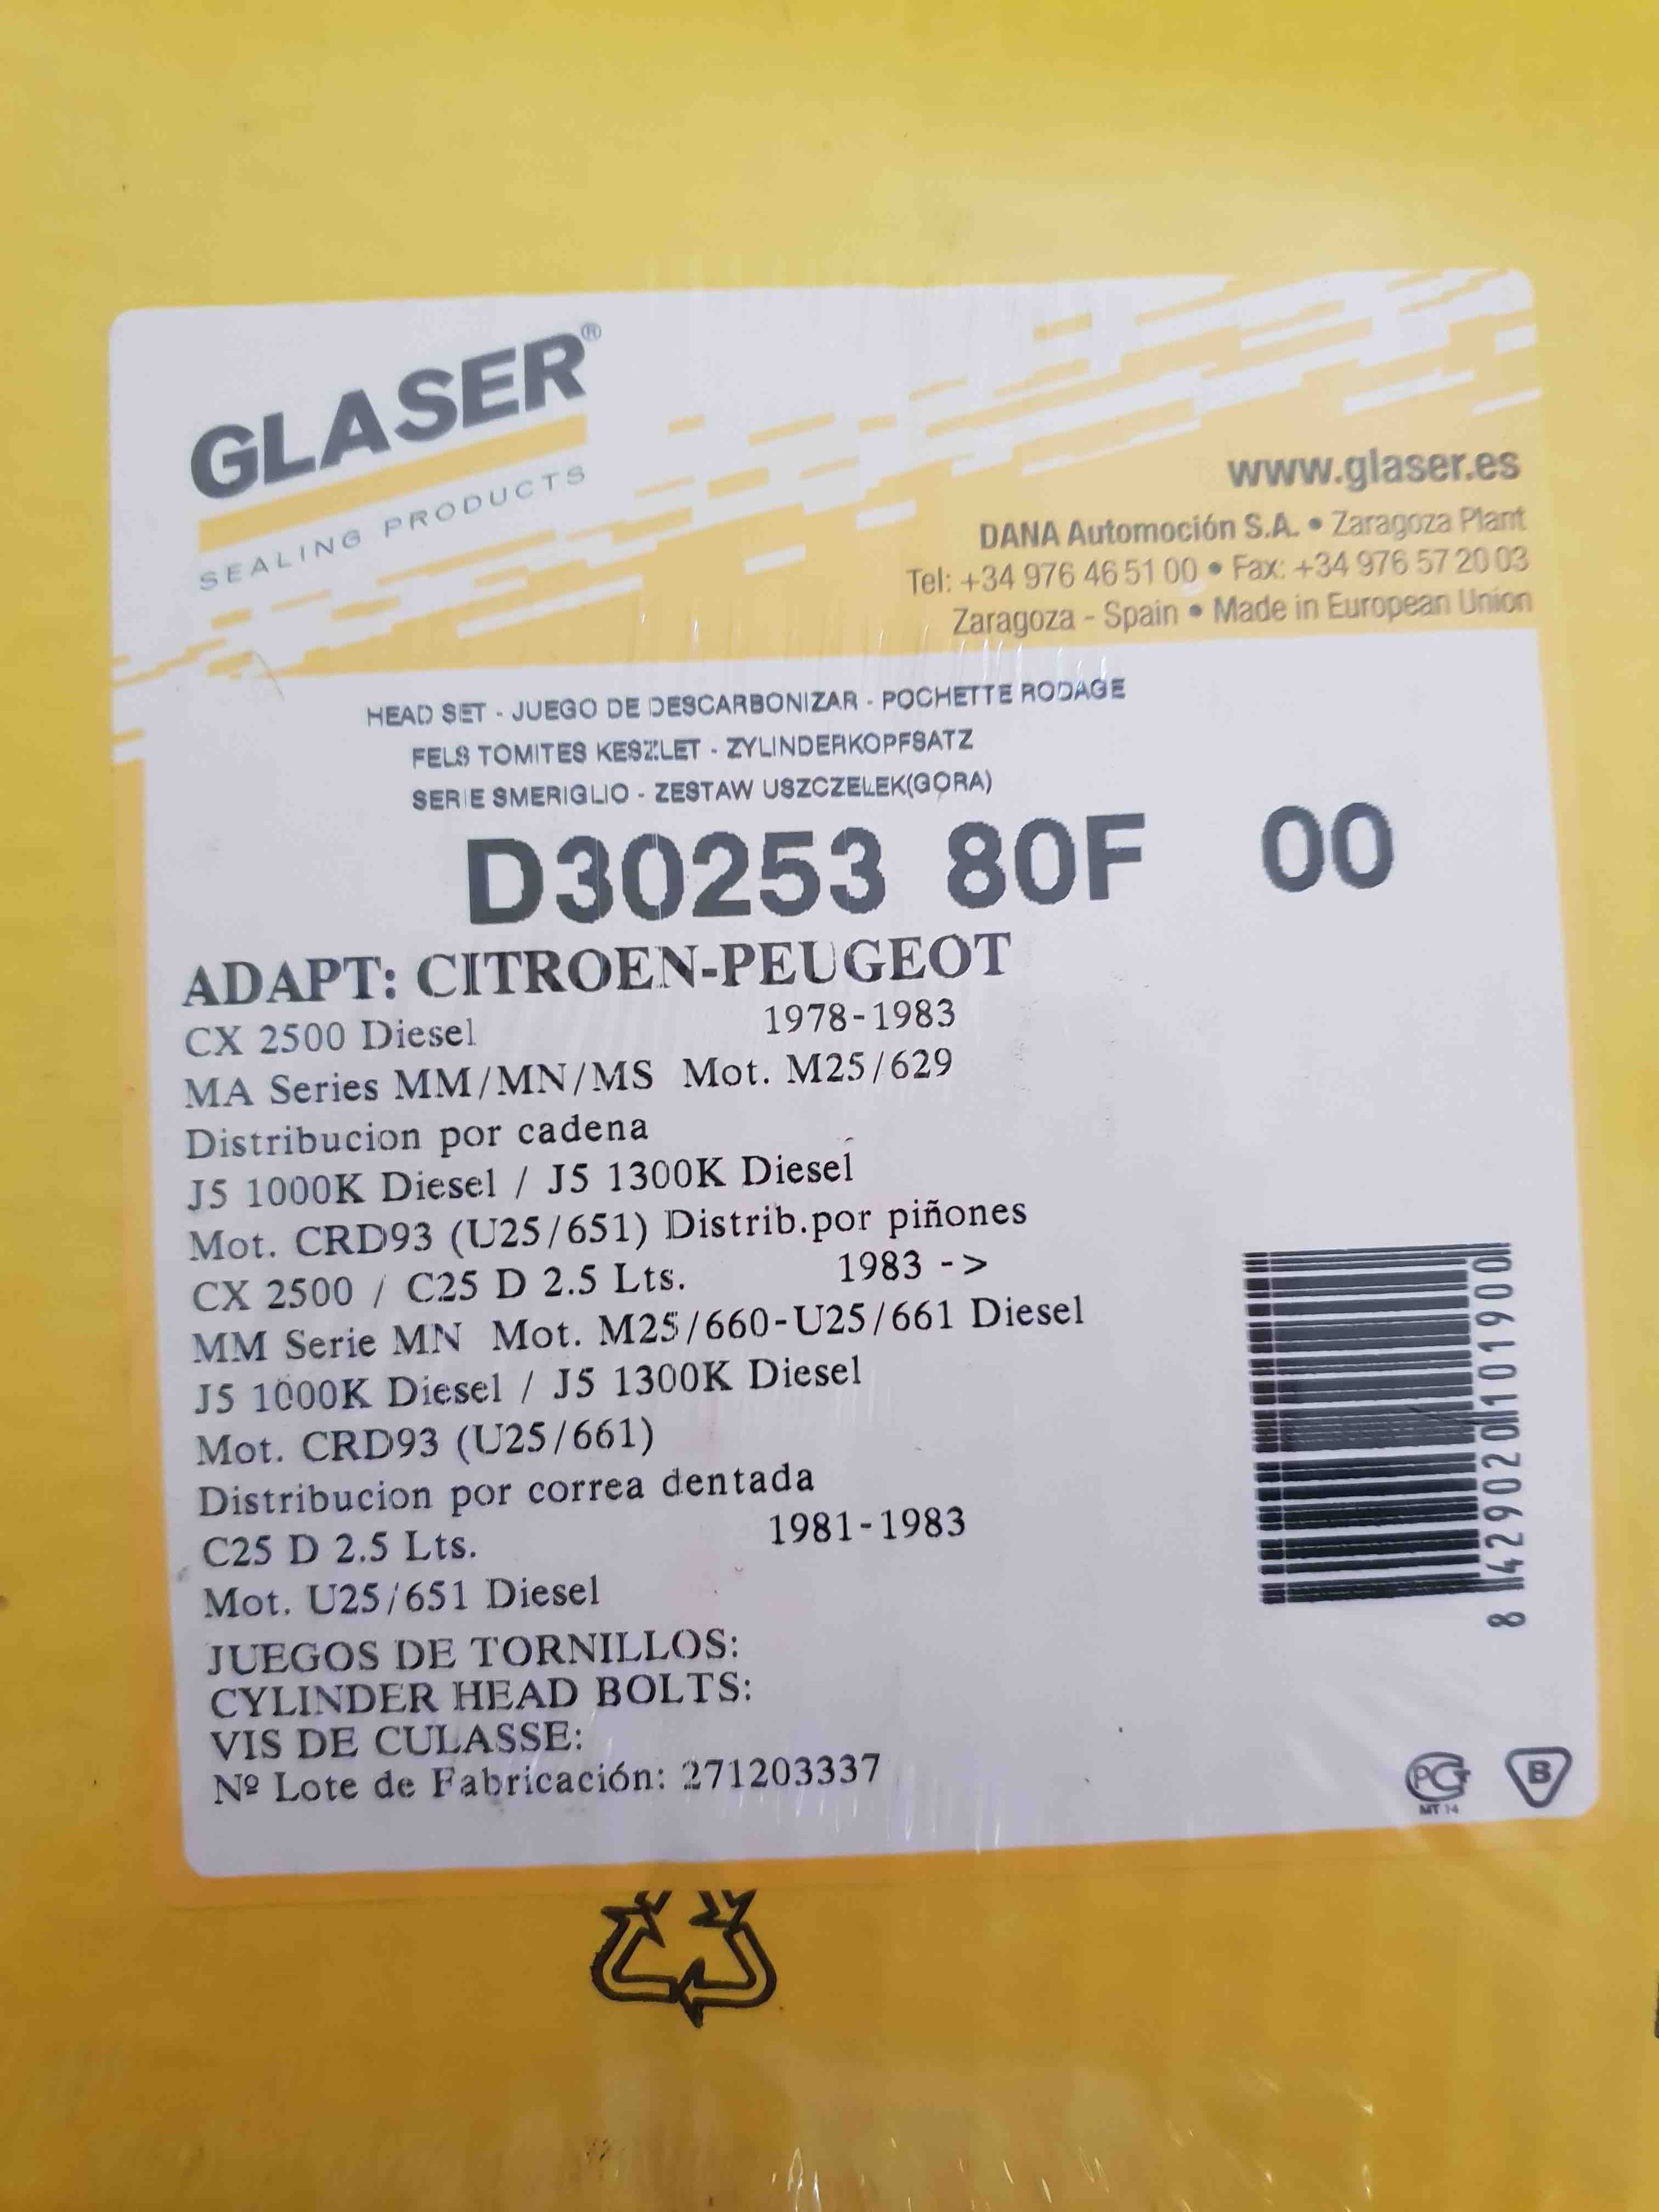 GLASER®
SEALING PRODUCTS
www.glaser.es
DANA Automoción S.A. • Zaragoza Plant
Tel: +34 976 46 51 00 • Fax: +34 976 57 20 03
Zaragoza - Spain • Made in European Union
HEAD SET - JUEGO DE DESCARBONIZAR - POCHETTE RODAGE
FELS TOMITES KESZLET - ZYLINDERKOPFSATZ
SERIE SMERIGLIO - ZESTAW USZCZELEK(GORA)
D30253 80F 00
ADAPT: CITROEN-PEUGEOT
CX 2500 Diesel 1978-1983
MA Series MM/MN/MS Mot. M25/629
Distribucion por cadena
J5 1000K Diesel / J5 1300K Diesel
Mot. CRD93 (U25/651) Distrib.por piñones
CX 2500 / C25 D 2.5 Lts. 1983 ->
MM Serie MN Mot. M25/660-U25/661 Diesel
J5 1000K Diesel / J5 1300K Diesel
Mot. CRD93 (U25/661)
Distribucion por correa dentada
C25 D 2.5 Lts. 1981-1983
Mot. U25/651 Diesel
JUEGOS DE TORNILLOS:
CYLINDER HEAD BOLTS:
VIS DE CULASSE:
Nº Lote de Fabricación: 271203337
8 429020 101900
PCT
MT 14
B